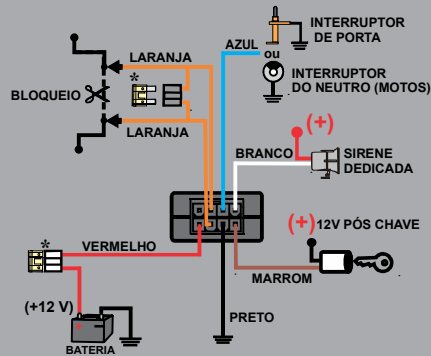 INTERRUPTOR
DE PORTA
LARANJA
AZUL
ou
*
INTERRUPTOR
DO NEUTRO (MOTOS)
BLOQUEIO
LARANJA
(+)
BRANCO
SIRENE
DEDICADA
(+) 12V PÓS CHAVE
*
VERMELHO
MARROM
(+12 V)
PRETO
+
BATERIA